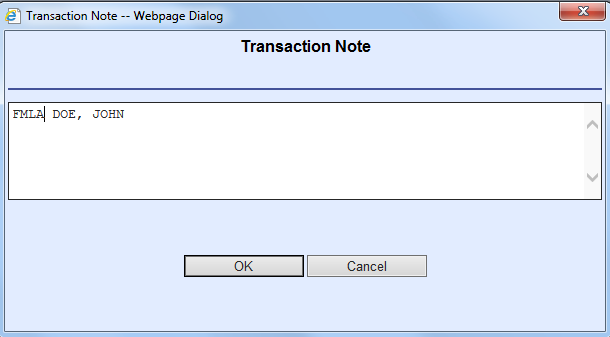 Transaction Note -- Webpage Dialog
Transaction Note
FMLA DOE, JOHN
OK
Cancel